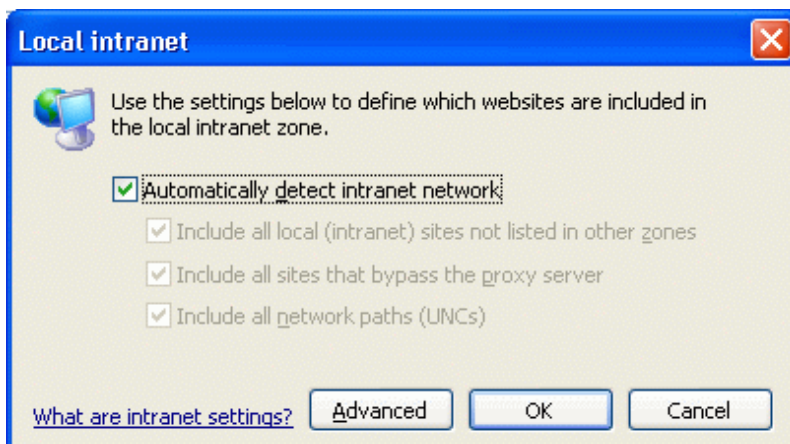 Local intranet
Use the settings below to define which websites are included in
the local intranet zone.
Automatically detect intranet network
Include all local (intranet) sites not listed in other zones
Include all sites that bypass the proxy server
Include all network paths (UNCs)
What are intranet settings? Advanced OK Cancel